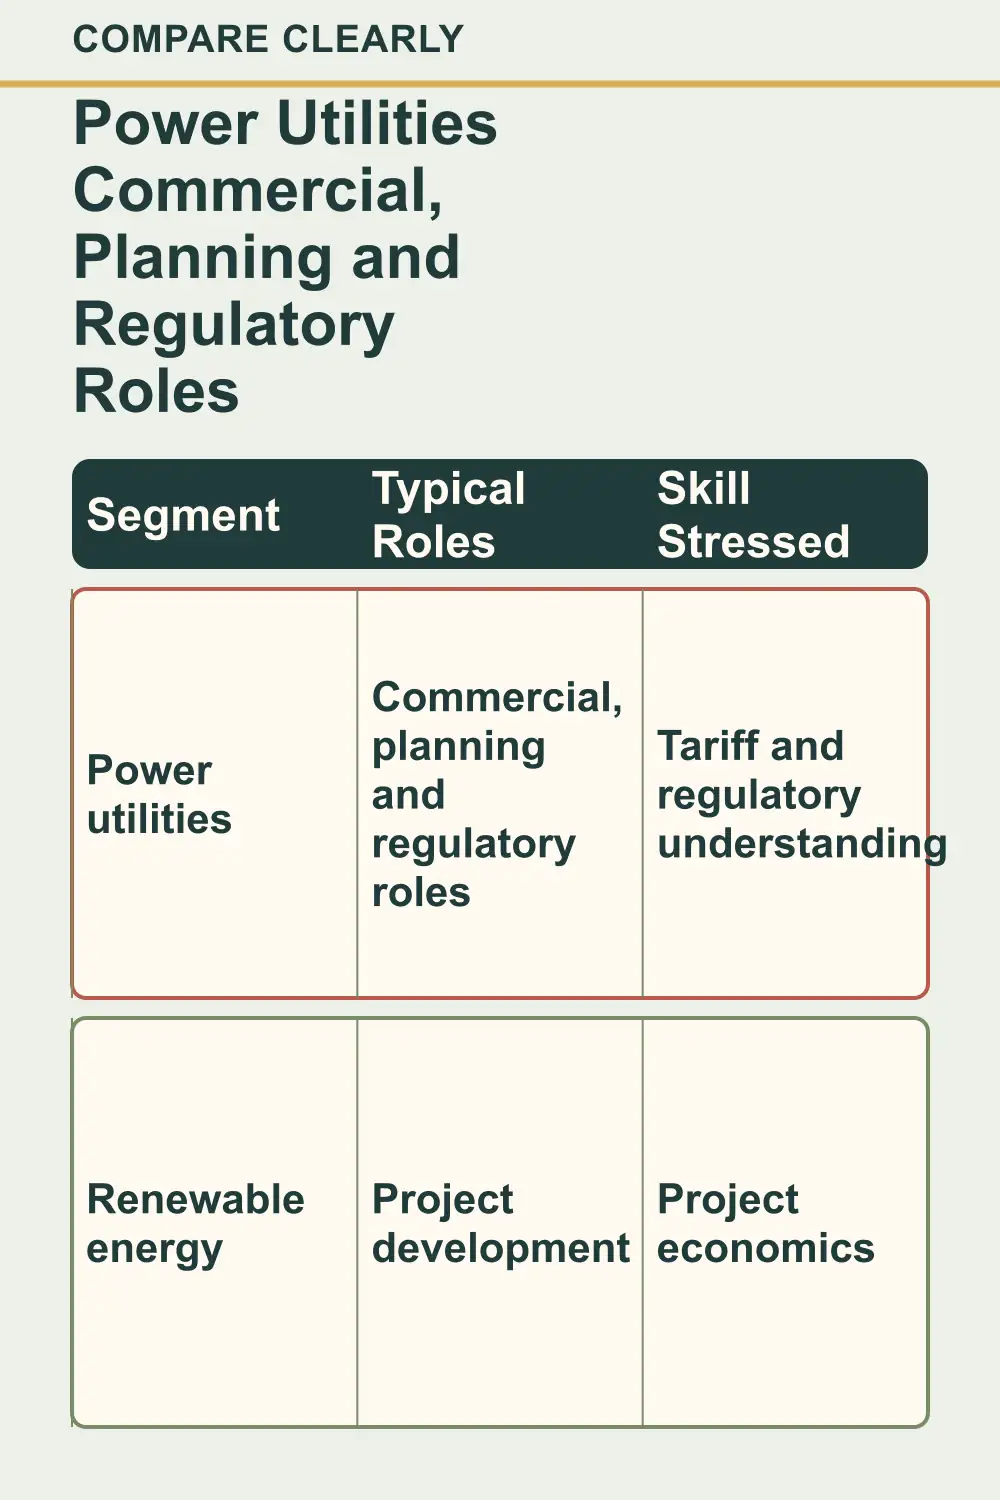 COMPARE CLEARLY
Power Utilities
Commercial,
Planning and
Regulatory
Roles
Segment
Typical
Roles
Skill
Stressed
Power
utilities
Commercial,
planning
and
regulatory
roles
Tariff and
regulatory
understanding
Renewable
energy
Project
development
Project
economics